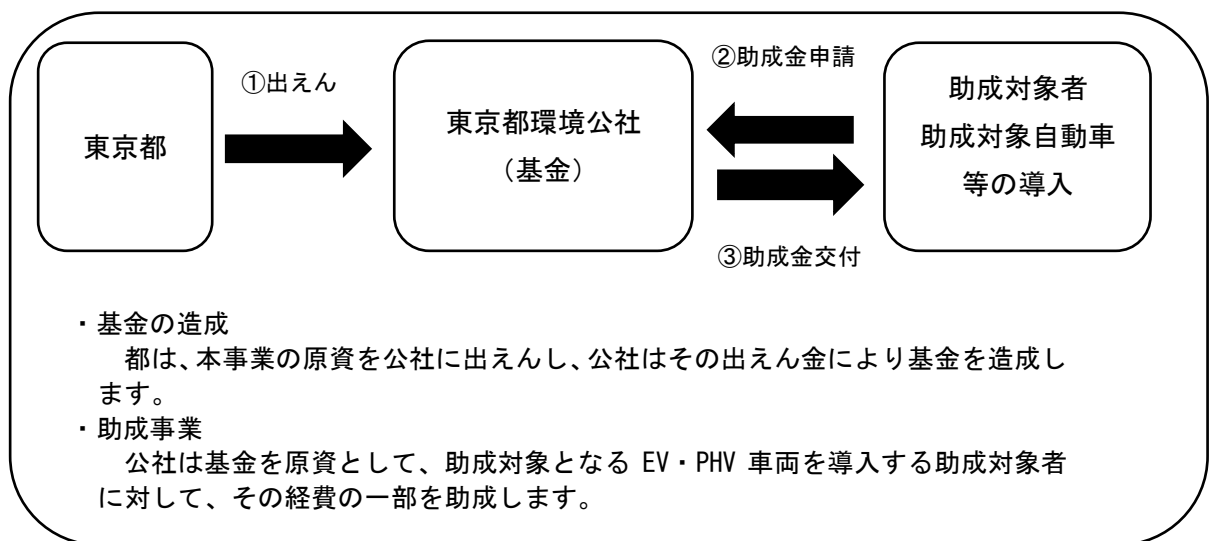 ①出えん
②助成金申請
東京都
東京都環境公社
（基金）
助成対象者
助成対象自動車
等の導入
③助成金交付
・基金の造成
都は、本事業の原資を公社に出えんし、公社はその出えん金により基金を造成し
ます。
・助成事業
公社は基金を原資として、助成対象となる EV・PHV 車両を導入する助成対象者
に対して、その経費の一部を助成します。